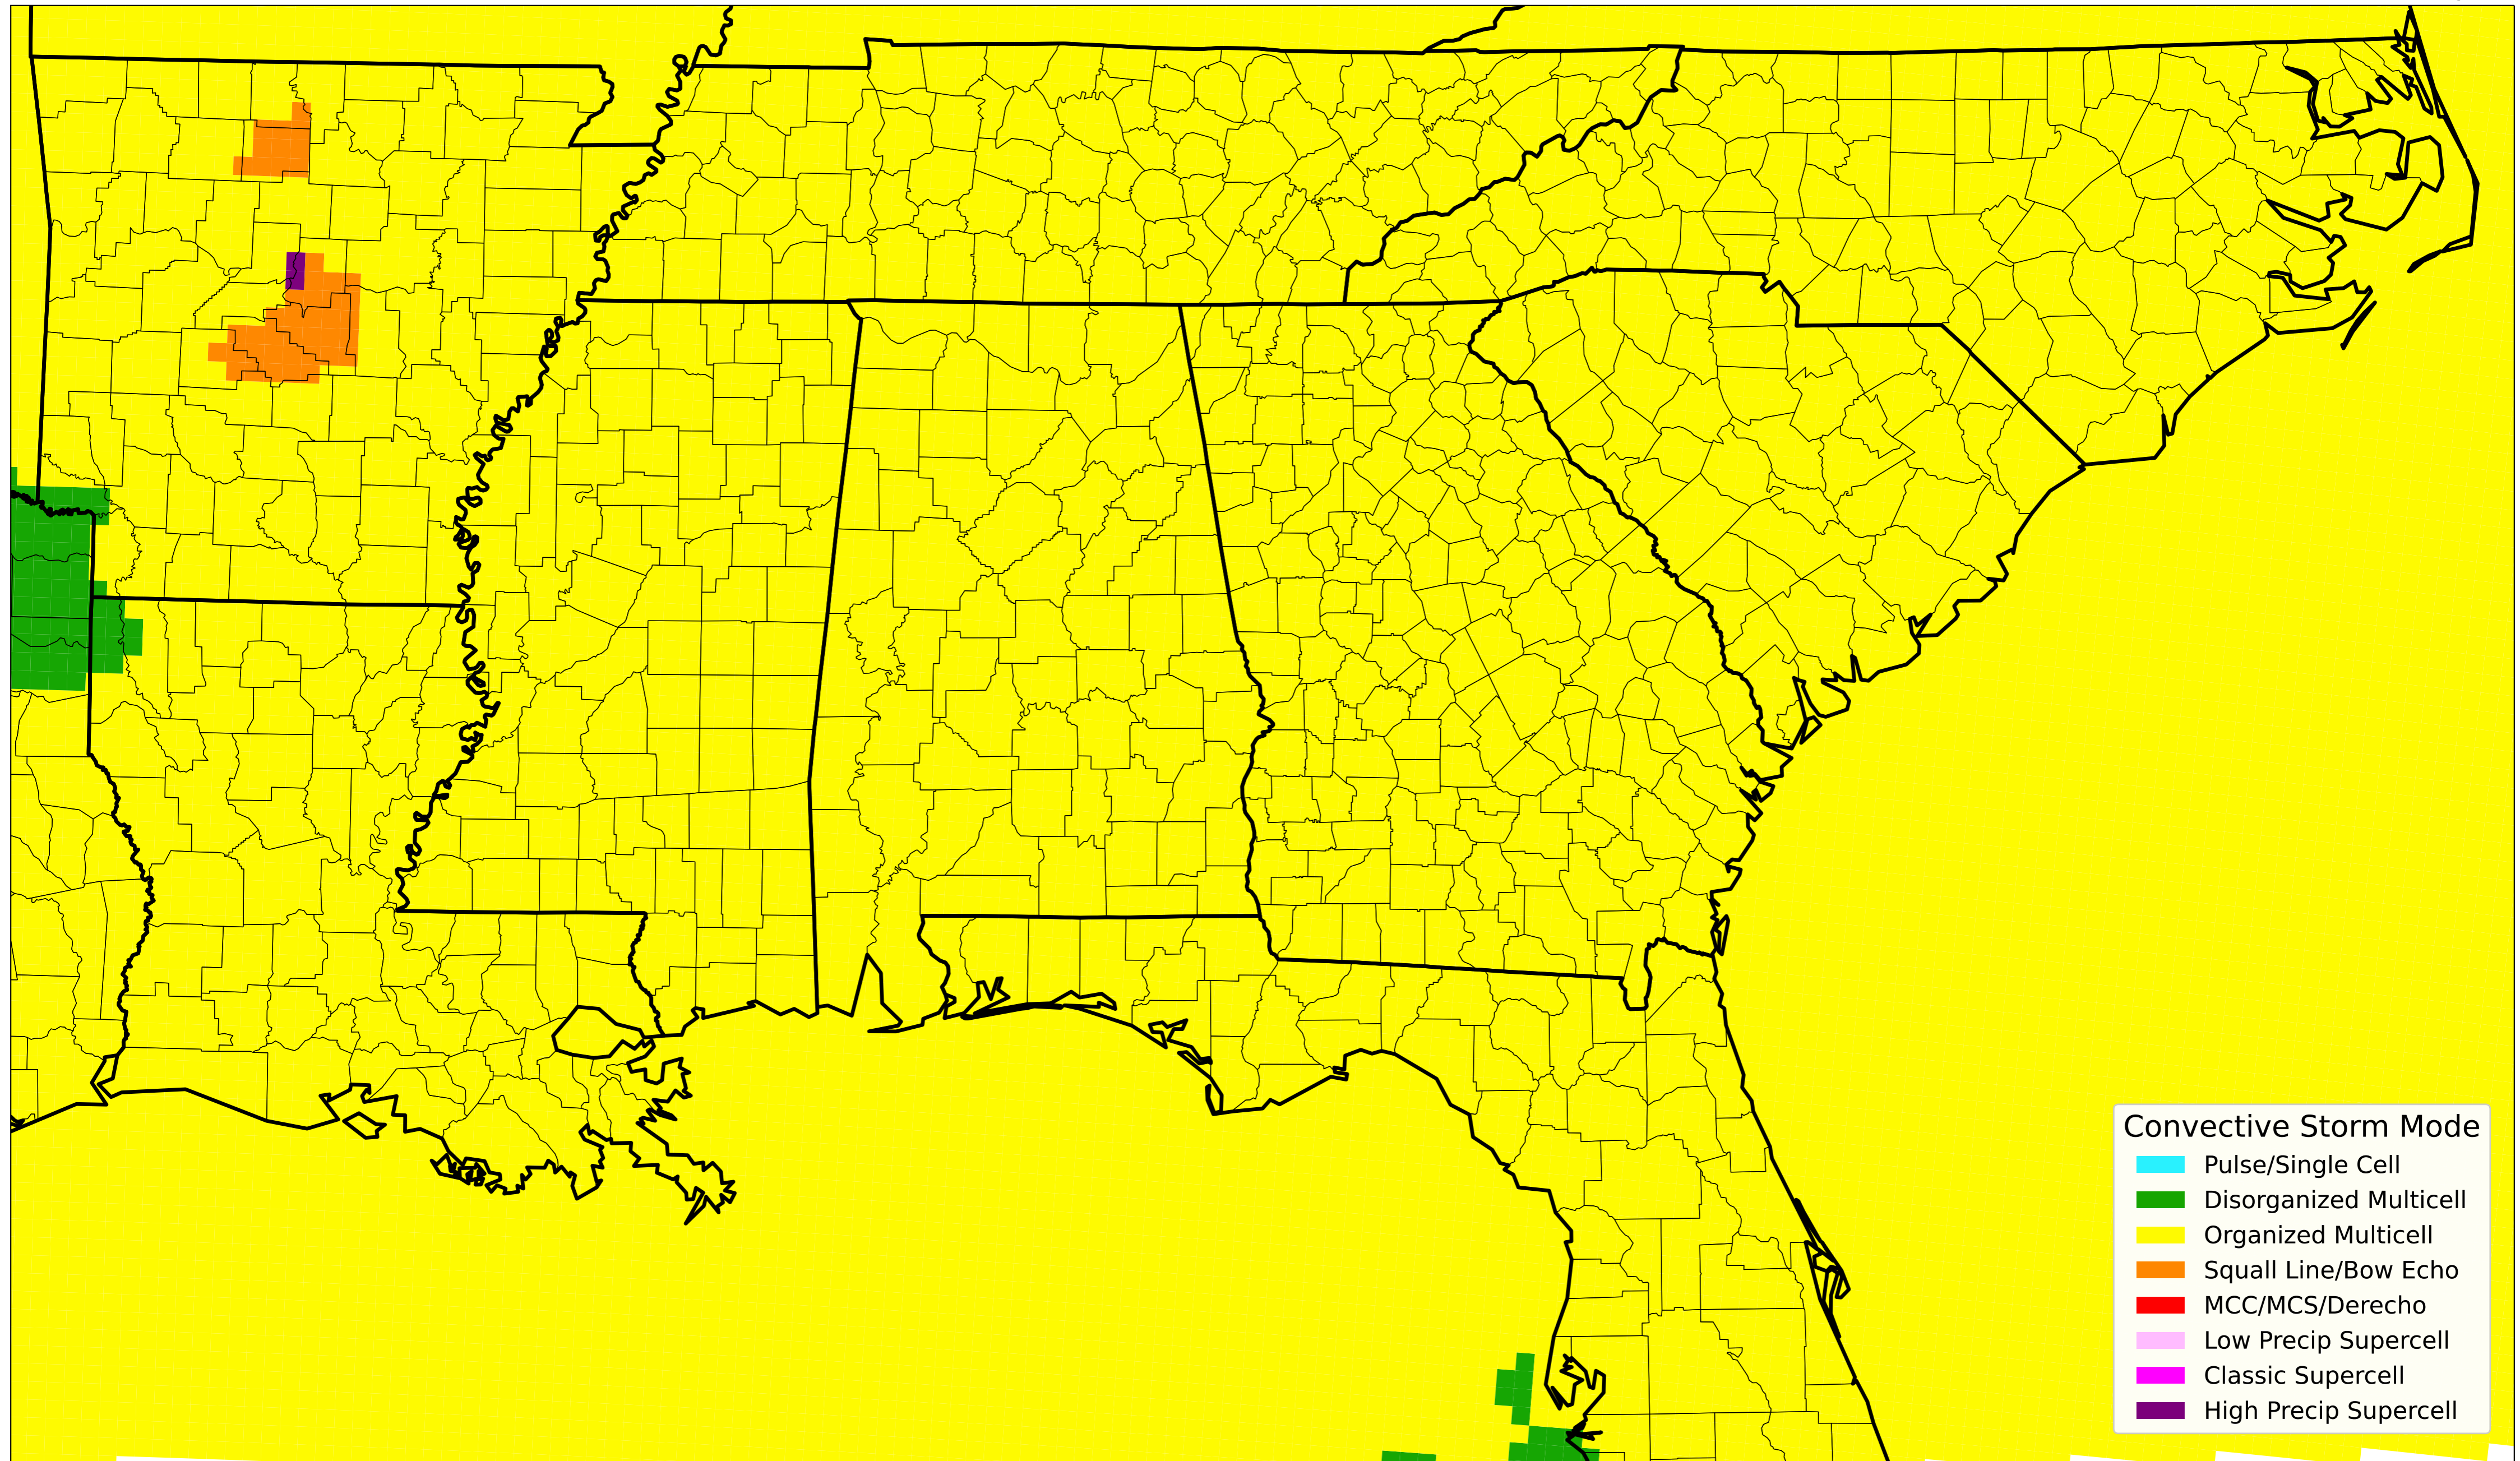 Convective Storm Mode
Pulse/Single Cell
Disorganized Multicell
Organized Multicell
Squall Line/Bow Echo
MCC/MCS/Derecho
Low Precip Supercell
Classic Supercell
High Precip Supercell